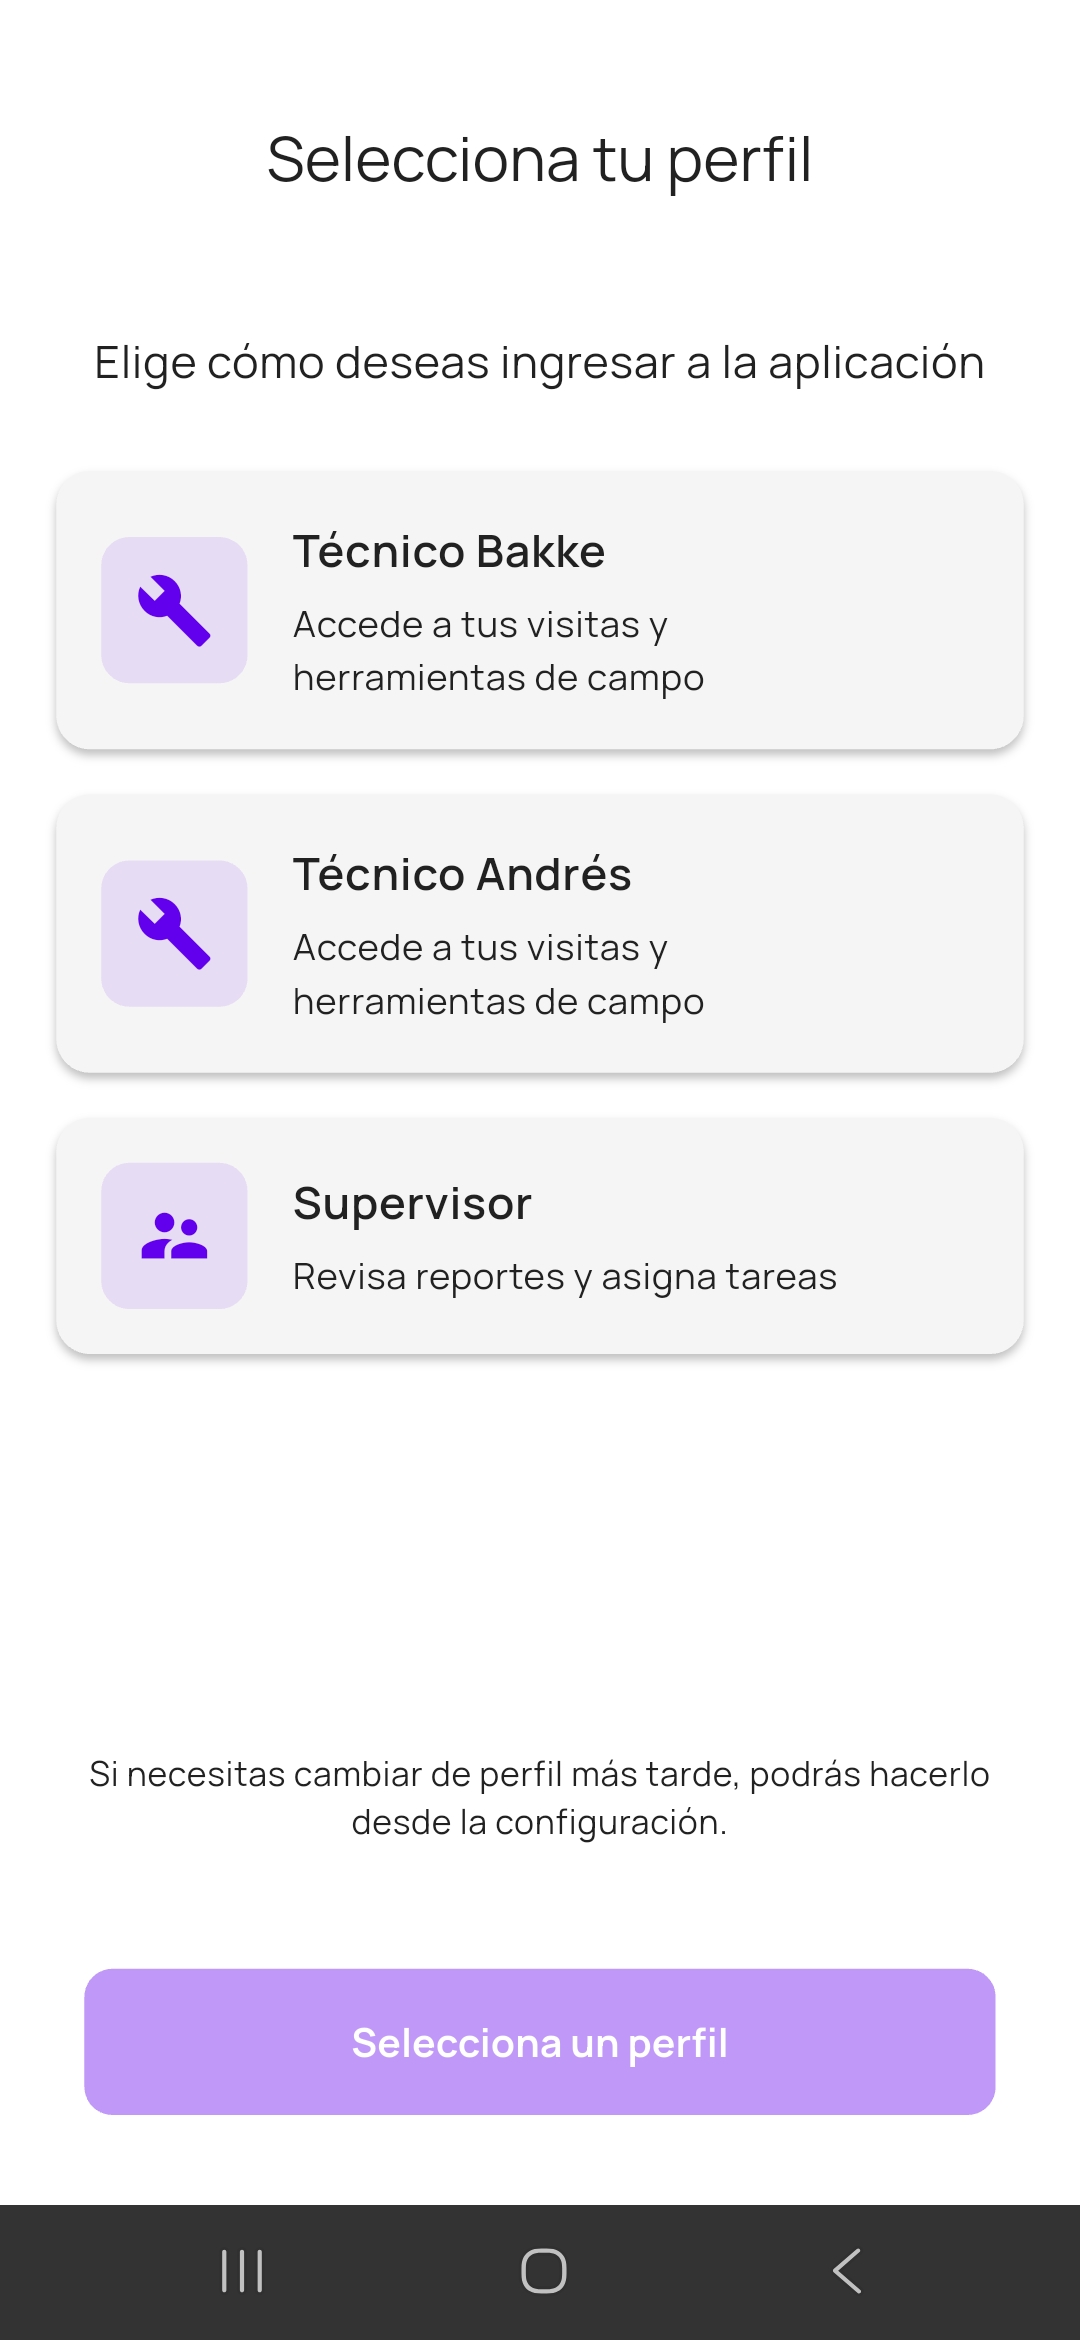 Selecciona tu perfil
Elige cómo deseas ingresar a la aplicación
Técnico Bakke
Accede a tus visitas y
herramientas de campo
Técnico Andrés
Accede a tus visitas y
herramientas de campo
Supervisor
Revisa reportes y asigna tareas
Si necesitas cambiar de perfil más tarde, podrás hacerlo
desde la configuración.
Selecciona un perfil